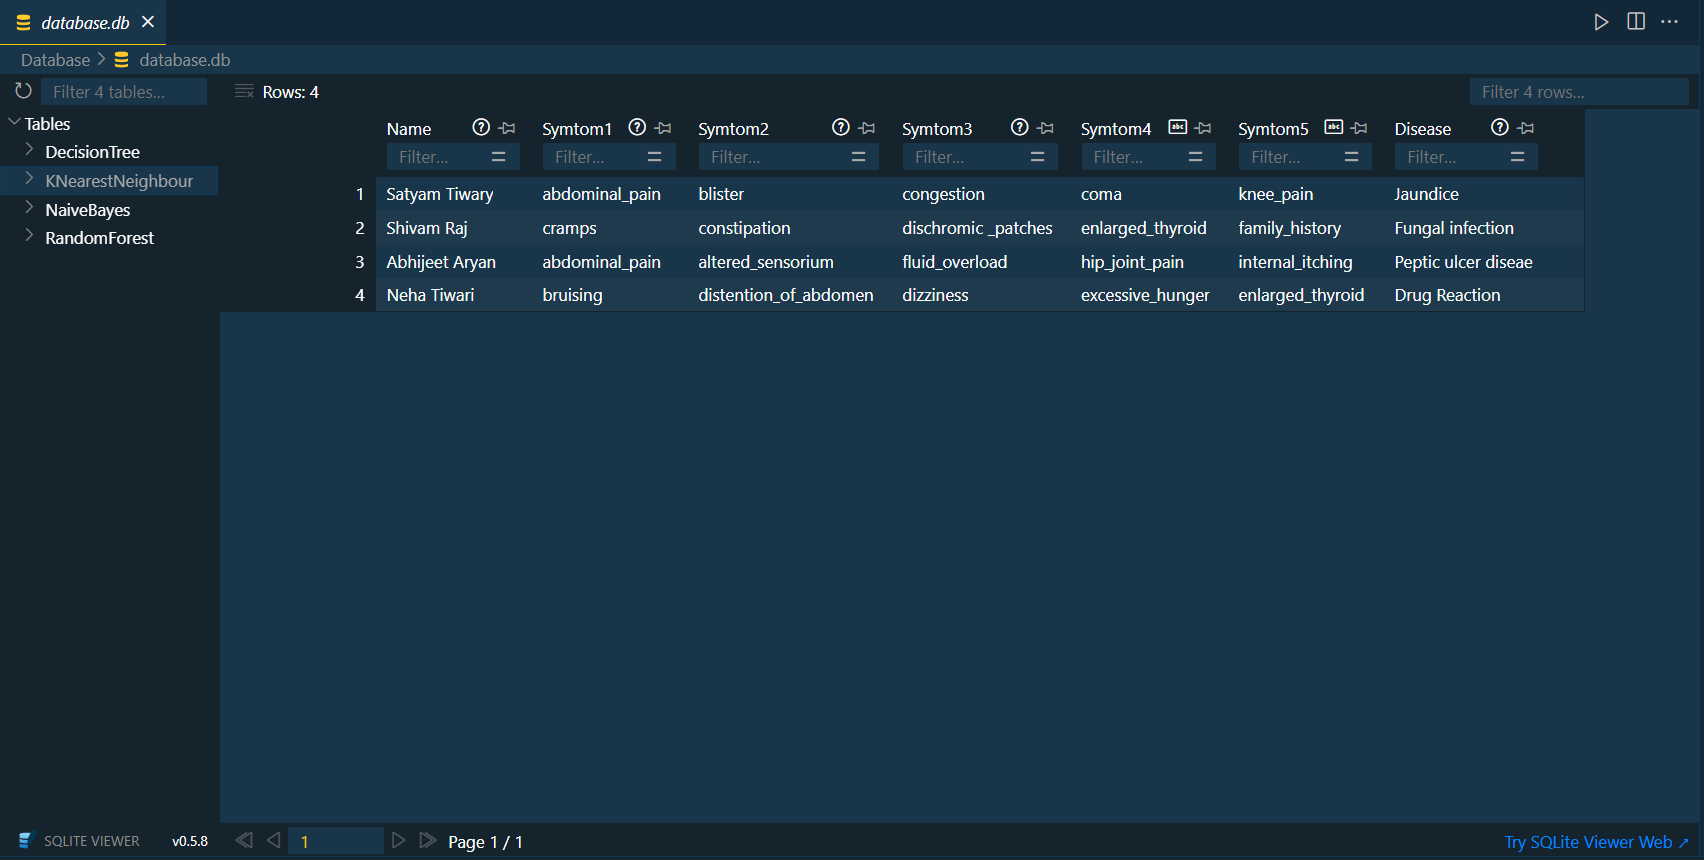 database.db
Database > database.db
Filter 4 tables... Rows: 4 Filter 4 rows...
Tables
DecisionTree
KNearestNeighbour
NaiveBayes
RandomForest
Name Symtom1 Symtom2 Symtom3 Symtom4 abc Symtom5 abc Disease
Filter... Filter... Filter... Filter... Filter... Filter... Filter...
1 Satyam Tiwary abdominal_pain blister congestion coma knee_pain Jaundice
2 Shivam Raj cramps constipation dischromic _patches enlarged_thyroid family_history Fungal infection
3 Abhijeet Aryan abdominal_pain altered_sensorium fluid_overload hip_joint_pain internal_itching Peptic ulcer diseae
4 Neha Tiwari bruising distention_of_abdomen dizziness excessive_hunger enlarged_thyroid Drug Reaction
SQLITE VIEWER v0.5.8 1 Page 1 / 1 Try SQLite Viewer Web ↗